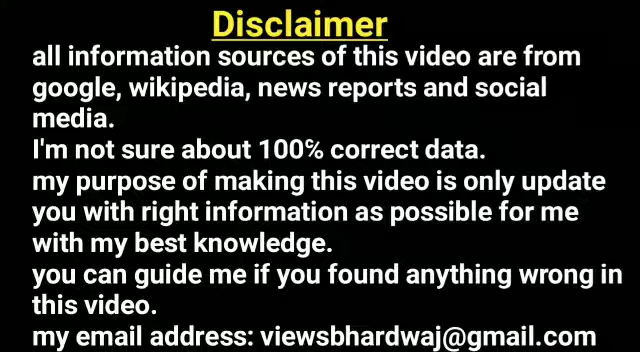 Disclaimer
all information sources of this video are from
google, wikipedia, news reports and social
media.
I'm not sure about 100℅ correct data.
my purpose of making this video is only update
you with right information as possible for me
with my best knowledge.
you can guide me if you found anything wrong in
this video.
my email address: viewsbhardwaj@gmail.com